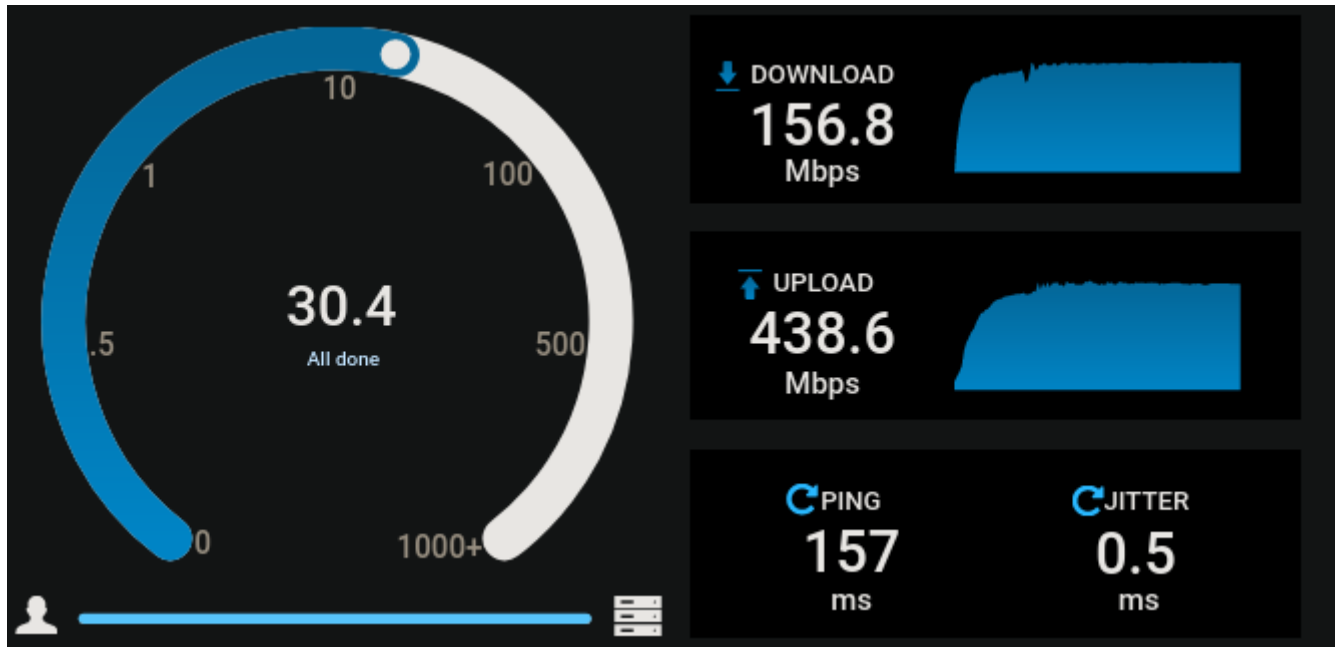 10
1
100
30.4
All done
.5
500
0
1000+
DOWNLOAD
156.8
Mbps
UPLOAD
438.6
Mbps
PING
157
ms
JITTER
0.5
ms